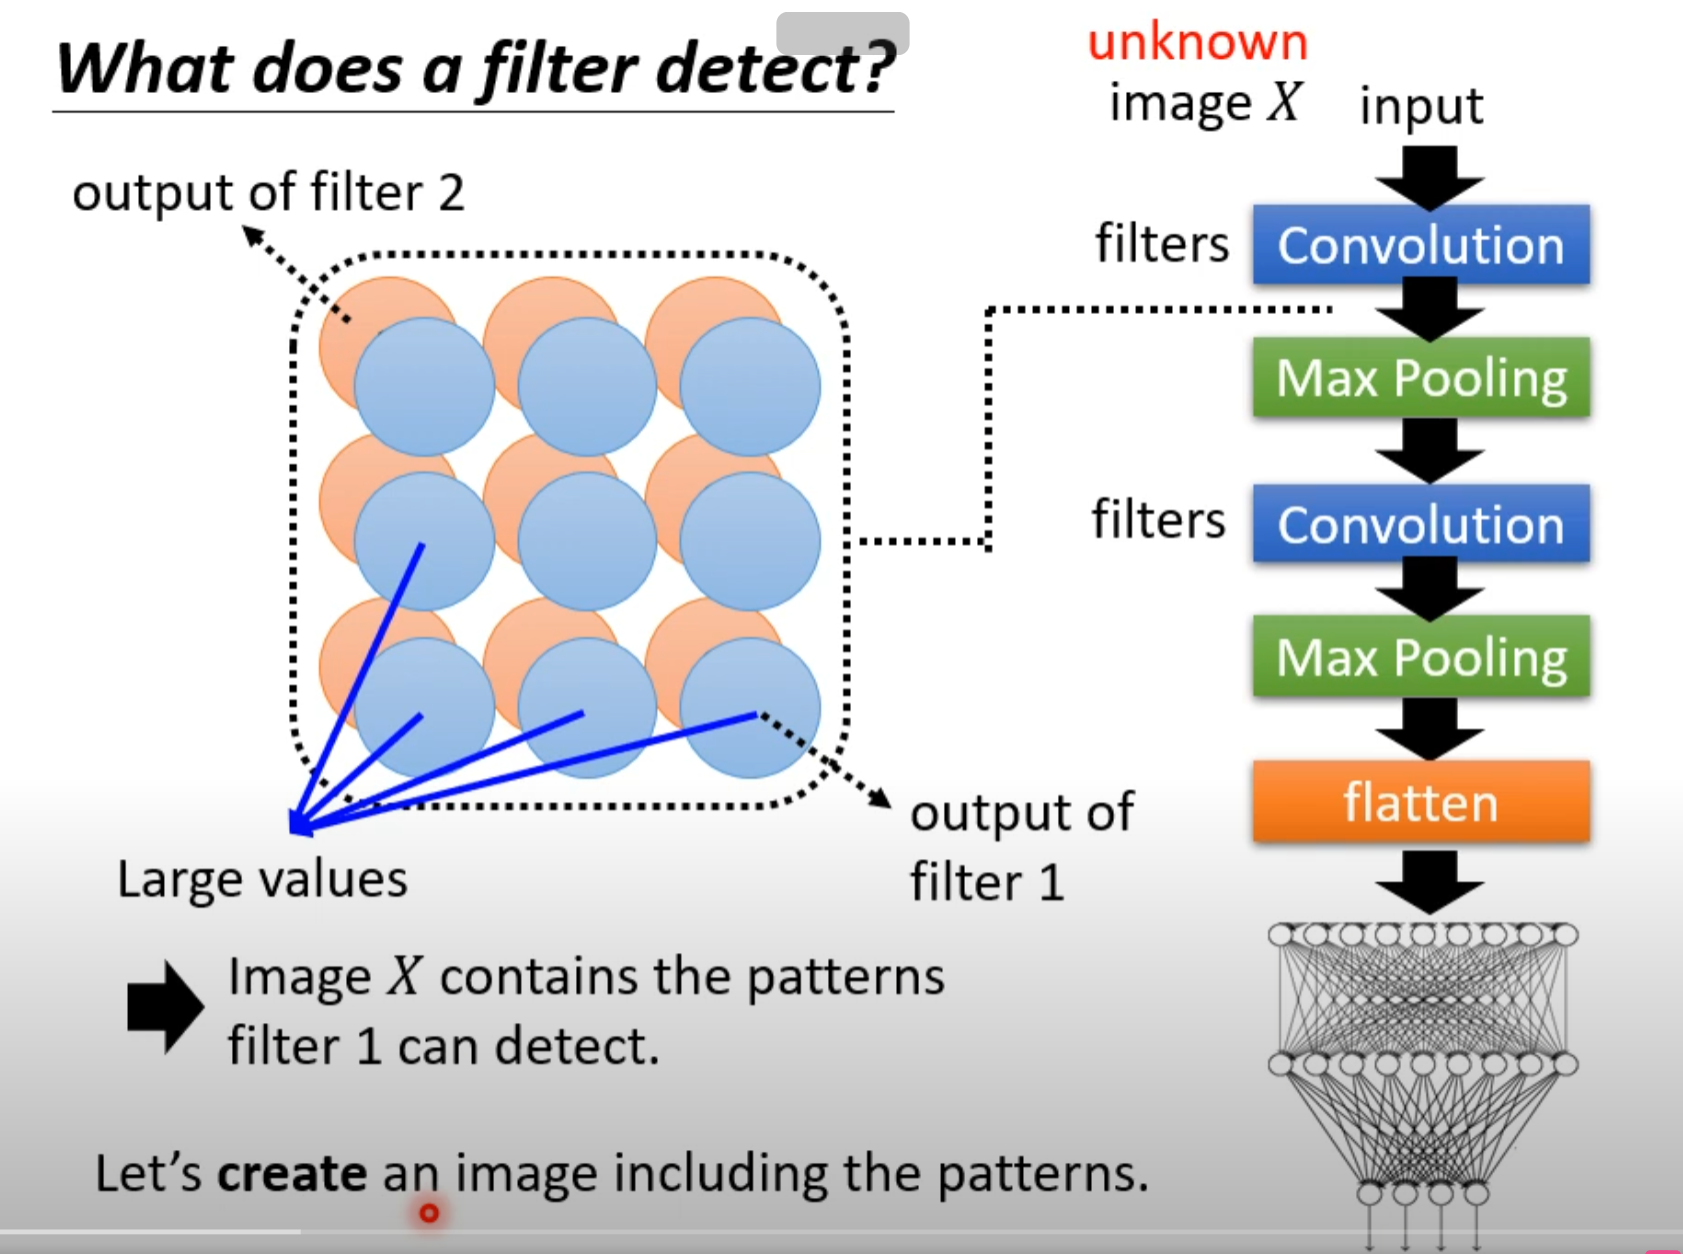 What does a filter detect?
unknown
image X
input
output of filter 2
filters
Convolution
Max Pooling
filters
Convolution
Max Pooling
flatten
output of
filter 1
Large values
Image X contains the patterns
filter 1 can detect.
Let's create an image including the patterns.